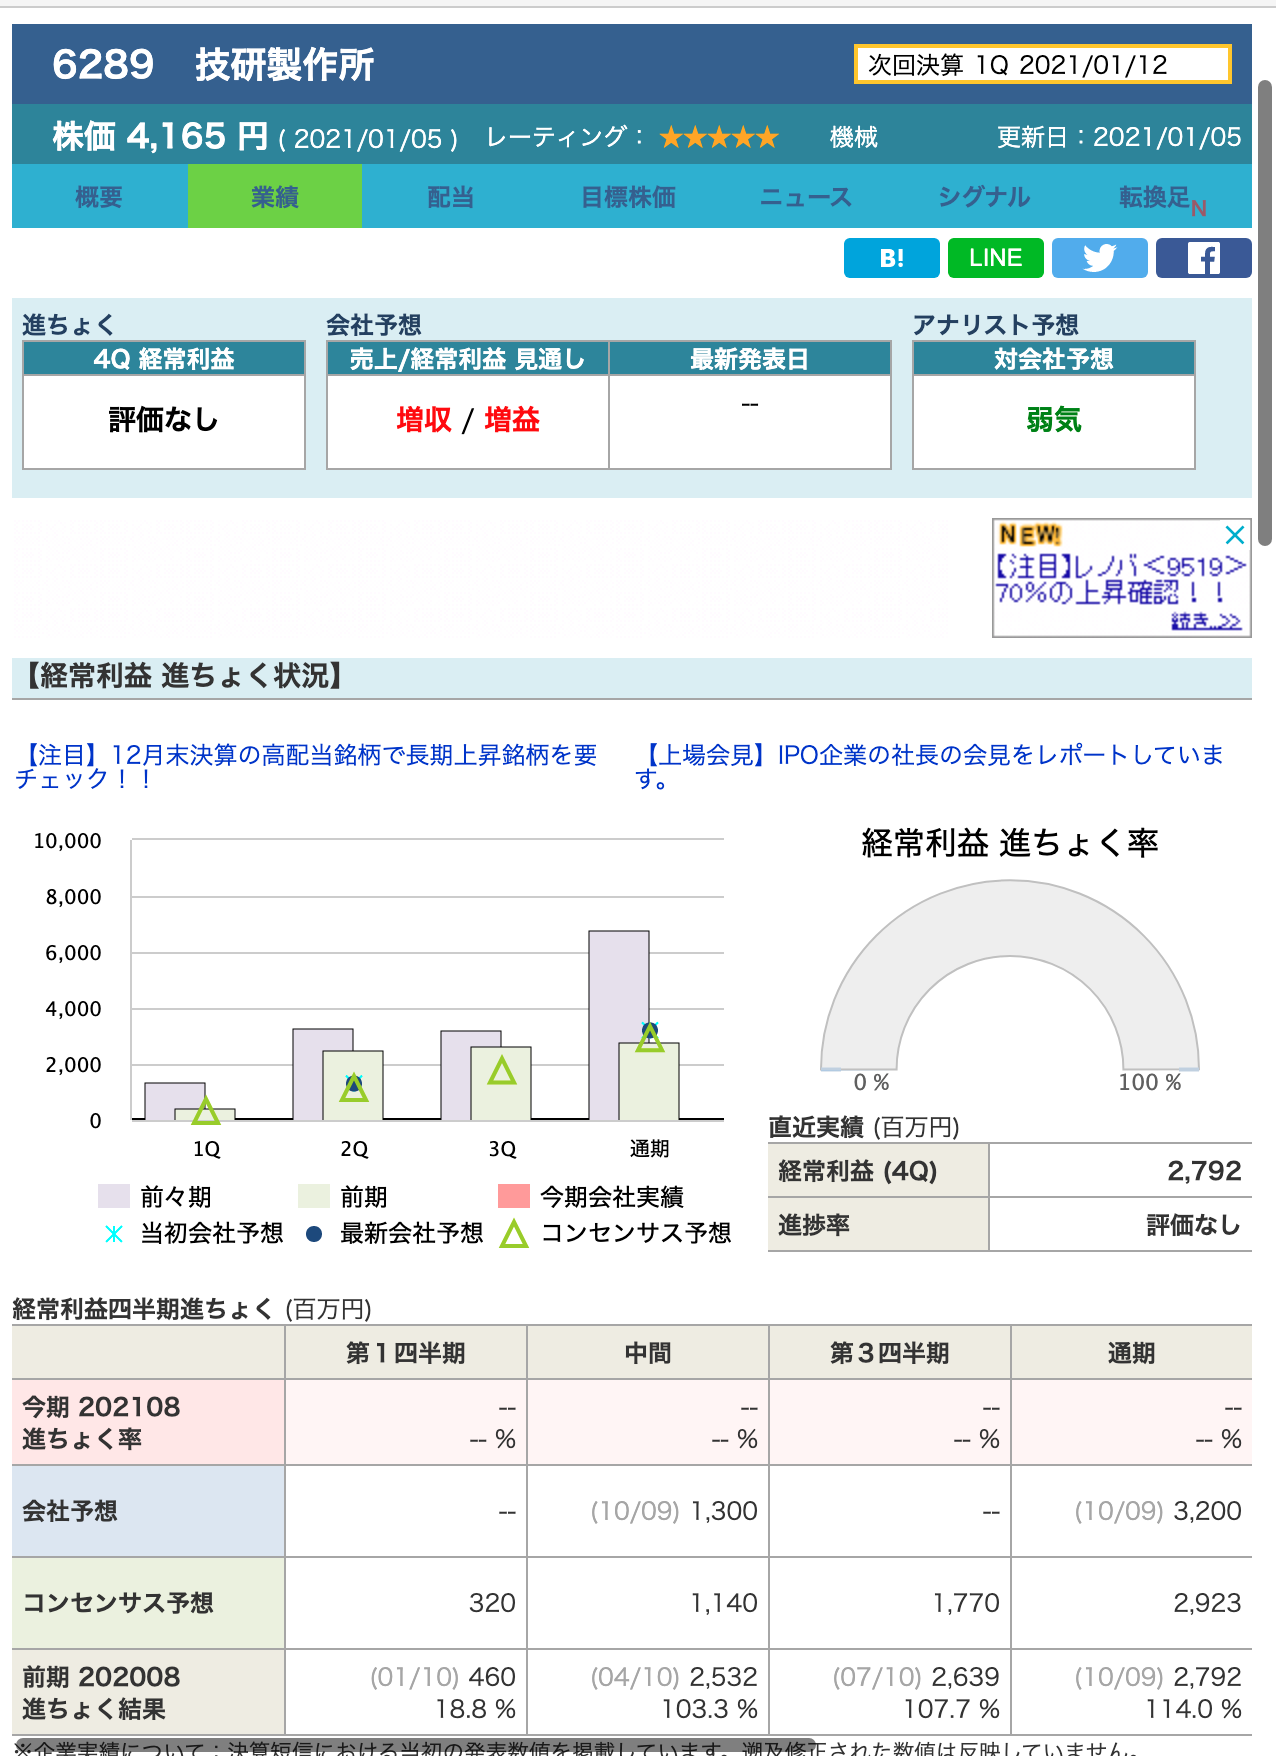 6289　技研製作所
次回決算 1Q 2021/01/12
株価 4,165 円 ( 2021/01/05 ) レーティング： ★★★★★ 機械 更新日：2021/01/05
概要 業績 配当 目標株価 ニュース シグナル 転換足N
B! LINE
進ちょく 会社予想 アナリスト予想
4Q 経常利益 売上/経常利益 見通し 最新発表日 対会社予想
評価なし 増収 / 増益 -- 弱気
NEW!
【注目】レノバ<9519>
70%の上昇確認！！
続き..>>
【経常利益 進ちょく状況】
【注目】12月末決算の高配当銘柄で長期上昇銘柄を要
チェック！！
【上場会見】IPO企業の社長の会見をレポートしていま
す。
10,000
8,000
6,000
4,000
2,000
0
1Q 2Q 3Q 通期
前々期 前期 今期会社実績
当初会社予想 最新会社予想 コンセンサス予想
経常利益 進ちょく率
0 % 100 %
直近実績 (百万円)
経常利益 (4Q) 2,792
進捗率 評価なし
経常利益四半期進ちょく (百万円)
第１四半期 中間 第３四半期 通期
今期 202108 -- -- -- --
進ちょく率 -- % -- % -- % -- %
会社予想 -- (10/09) 1,300 -- (10/09) 3,200
コンセンサス予想 320 1,140 1,770 2,923
前期 202008 (01/10) 460 (04/10) 2,532 (07/10) 2,639 (10/09) 2,792
進ちょく結果 18.8 % 103.3 % 107.7 % 114.0 %
※企業実績について：決算短信における当初の発表数値を掲載しています。遡及修正された数値は反映していません。